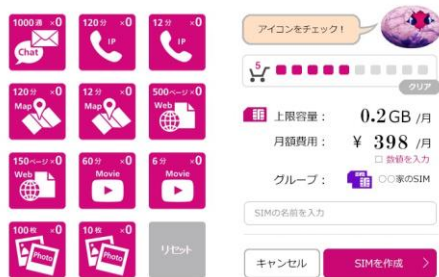 1000通 ×0
Chat
120分 ×0
IP
12分 ×0
IP
120分 ×0
Map
12分 ×0
Map
500ページ ×0
Web
150ページ ×0
Web
60分 ×0
Movie
6分 ×0
Movie
100枚 ×0
Photo
10枚 ×0
Photo
リセット
アイコンをチェック！
5
クリア
上限容量： 0.2GB /月
月額費用： ¥ 398 /月
□ 数値を入力
グループ： ○○家のSIM
SIMの名前を入力
キャンセル
SIMを作成 >